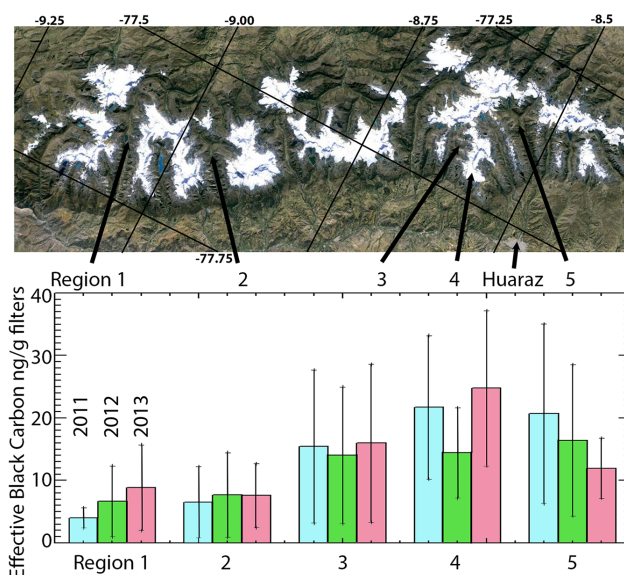 -9.25 -77.5 -9.00 -8.75 -77.25 -8.5
-77.75
Region 1 2 3 4 Huaraz 5
Effective Black Carbon ng/g filters
40
30
20
10
0
2011
2012
2013
Region 1 2 3 4 5